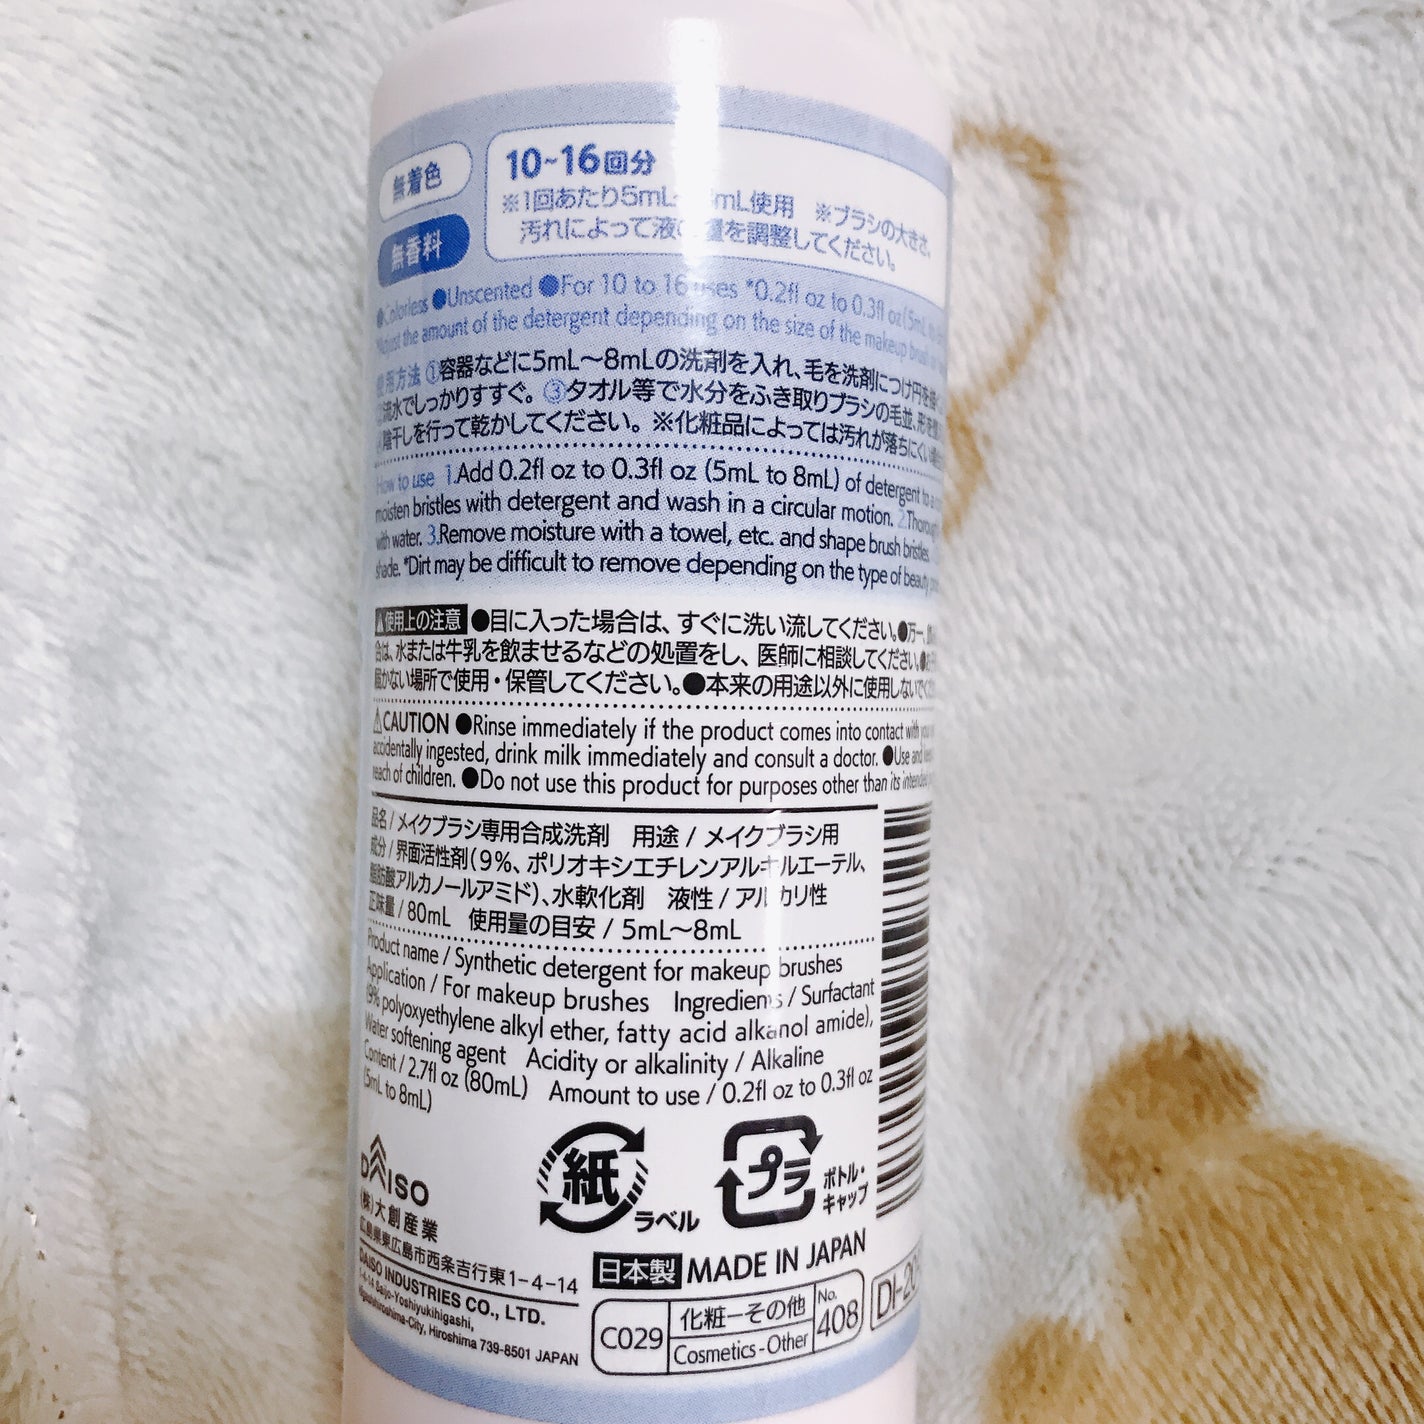 無着色
無香料
10~16回分
※1回あたり5mL~8mL使用 ※ブラシの大きさ、
汚れによって液の量を調整してください。
●Colorless ●Unscented ●For 10 to 16 uses *0.2fl oz to 0.3fl oz (5mL to
*Adjust the amount of the detergent depending on the size of the makeup brush or
使用方法 ①容器などに5mL~8mLの洗剤を入れ、毛を洗剤につけ円を描く
流水でしっかりすすぐ。 ③タオル等で水分をふき取りブラシの毛並、形を整
陰干しを行って乾かしてください。 ※化粧品によっては汚れが落ちにくい場合
How to use 1.Add 0.2fl oz to 0.3fl oz (5mL to 8mL) of detergent to a
moisten bristles with detergent and wash in a circular motion. 2.Thorough
with water. 3.Remove moisture with a towel, etc. and shape brush bristles.
shade. *Dirt may be difficult to remove depending on the type of beauty
使用上の注意 ●目に入った場合は、すぐに洗い流してください。●万一、
合は、水または牛乳を飲ませるなどの処置をし、医師に相談してください。●
届かない場所で使用・保管してください。●本来の用途以外に使用しないで
CAUTION ●Rinse immediately if the product comes into contact with
accidentally ingested, drink milk immediately and consult a doctor. ●Use and
reach of children. ●Do not use this product for purposes other than its intended
品名 / メイクブラシ専用合成洗剤 用途 / メイクブラシ用
成分 / 界面活性剤(9%、ポリオキシエチレンアルキルエーテル、
脂肪酸アルカノールアミド)、水軟化剤 液性 / アルカリ性
正味量 / 80mL 使用量の目安 / 5mL~8mL
Product name / Synthetic detergent for makeup brushes
Application / For makeup brushes Ingredients / Surfactant
(9% polyoxyethylene alkyl ether, fatty acid alkanol amide),
Water softening agent Acidity or alkalinity / Alkaline
Content / 2.7fl oz (80mL) Amount to use / 0.2fl oz to 0.3fl oz
(5mL to 8mL)
紙 ラベル
プラ ボトル・
キャップ
DAISO
(株)大創産業
広島県東広島市西条吉行東1-4-14
DAISO INDUSTRIES CO., LTD.
1-4-14 Saijo-Yoshiyukihigashi,
Higashihiroshima-City, Hiroshima 739-8501 JAPAN
日本製 MADE IN JAPAN
C029 化粧-その他 No.
Cosmetics-Other 408
DI-20